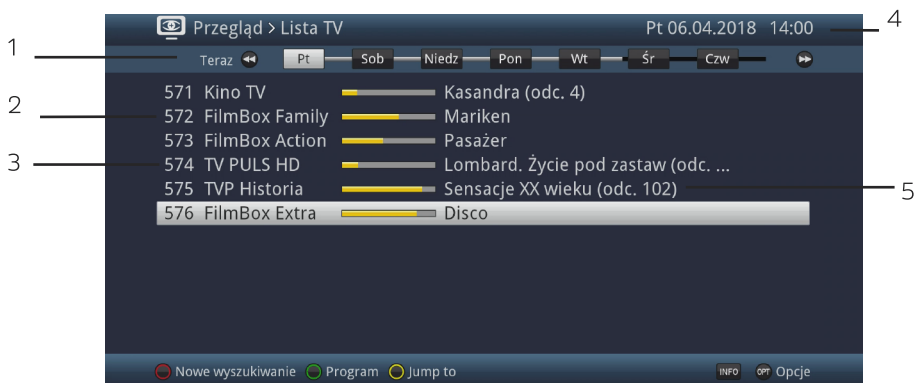 Przegląd > Lista TV Pt 06.04.2018 14:00 4
1 Teraz Pt Sob Niedz Pon Wt Śr Czw
571 Kino TV Kasandra (odc. 4)
2 572 FilmBox Family Mariken
573 FilmBox Action Pasażer
3 574 TV PULS HD Lombard. Życie pod zastaw (odc. ...
575 TVP Historia Sensacje XX wieku (odc. 102) 5
576 FilmBox Extra Disco
Nowe wyszukiwanie Program Jump to INFO OPT Opcje